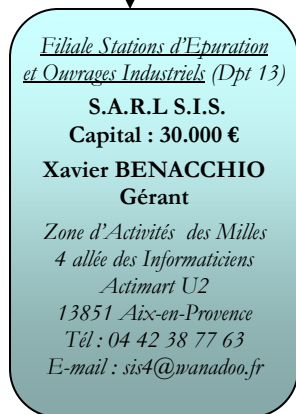 Filiale Stations d'Epuration
et Ouvrages Industriels (Dpt 13)
S.A.R.L S.I.S.
Capital : 30.000 €
Xavier BENACCHIO
Gérant
Zone d'Activités des Milles
4 allée des Informaticiens
Actimart U2
13851 Aix-en-Provence
Tél : 04 42 38 77 63
E-mail : sis4@wanadoo.fr